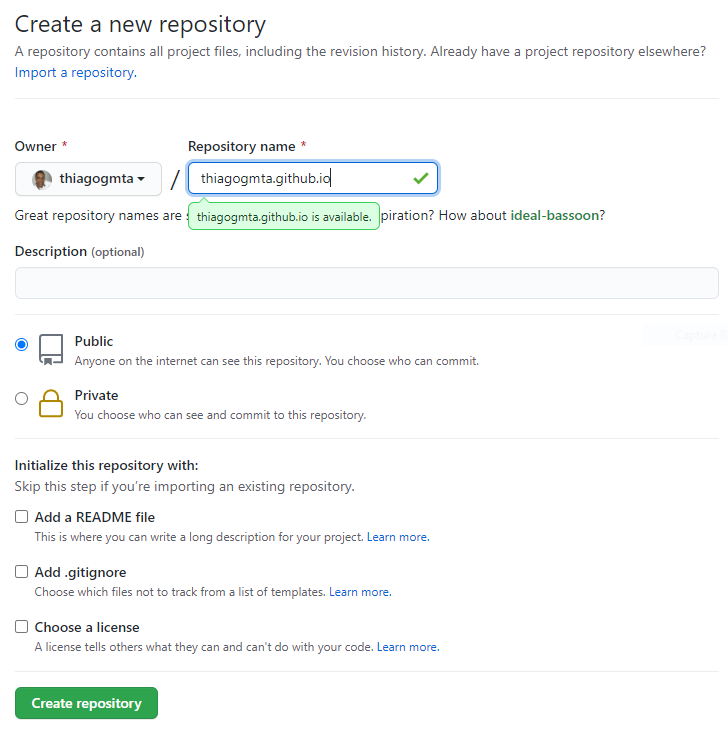 Create a new repository
A repository contains all project files, including the revision history. Already have a project repository elsewhere?
Import a repository.
Owner *
Repository name *
thiagogmta
/
thiagogmta.github.io
Great repository names are
thiagogmta.github.io is available.
piration? How about ideal-bassoon?
Description (optional)
Public
Anyone on the internet can see this repository. You choose who can commit.
Private
You choose who can see and commit to this repository.
Initialize this repository with:
Skip this step if you're importing an existing repository.
Add a README file
This is where you can write a long description for your project. Learn more.
Add .gitignore
Choose which files not to track from a list of templates. Learn more.
Choose a license
A license tells others what they can and can't do with your code. Learn more.
Create repository